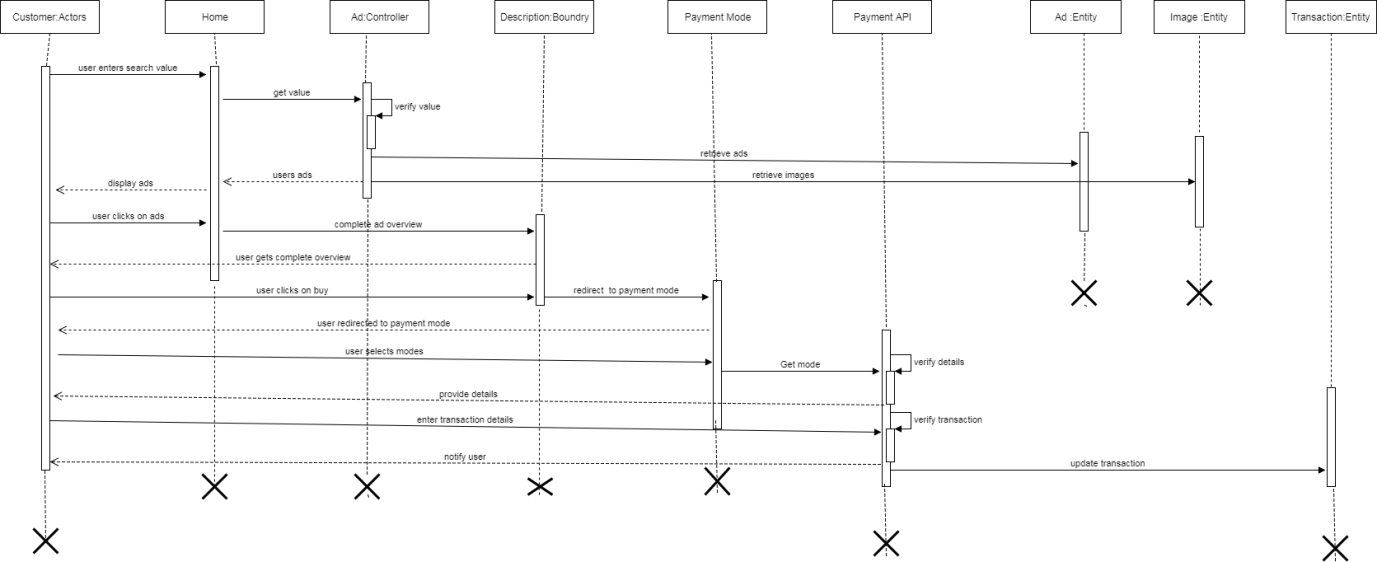 Customer:Actors
Home
Ad:Controller
Description:Boundry
Payment Mode
Payment API
Ad :Entity
Image :Entity
Transaction:Entity
user enters search value
get value
verify value
retrieve ads
users ads
retrieve images
display ads
user clicks on ads
complete ad overview
user gets complete overview
user clicks on buy
redirect  to payment mode
user redirected to payment mode
user selects modes
Get mode
verify details
provide details
enter transaction details
verify transaction
notify user
update transaction